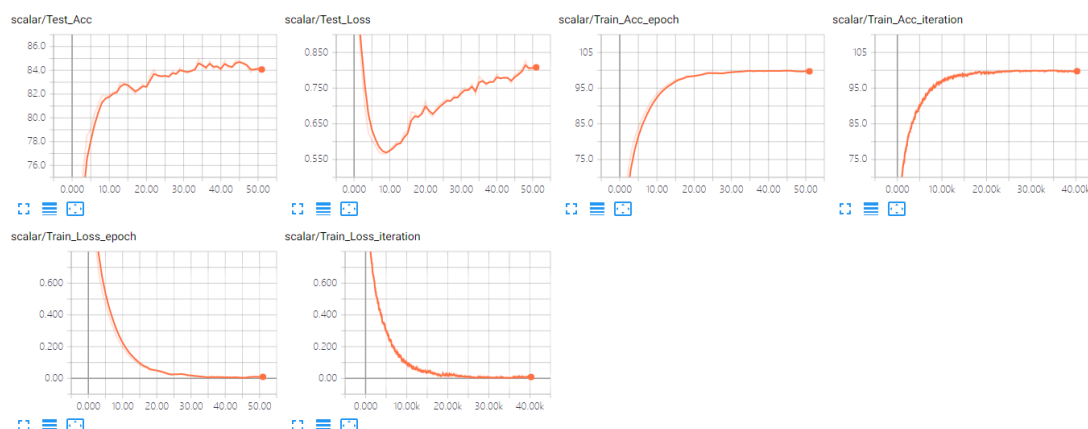 scalar/Test_Acc
86.0
84.0
82.0
80.0
78.0
76.0
0.000 10.00 20.00 30.00 40.00 50.00
scalar/Test_Loss
0.850
0.750
0.650
0.550
0.000 10.00 20.00 30.00 40.00 50.00
scalar/Train_Acc_epoch
105
95.0
85.0
75.0
0.000 10.00 20.00 30.00 40.00 50.00
scalar/Train_Acc_iteration
105
95.0
85.0
75.0
0.000 10.00k 20.00k 30.00k 40.00k
scalar/Train_Loss_epoch
0.600
0.400
0.200
0.00
0.000 10.00 20.00 30.00 40.00 50.00
scalar/Train_Loss_iteration
0.600
0.400
0.200
0.00
0.000 10.00k 20.00k 30.00k 40.00k